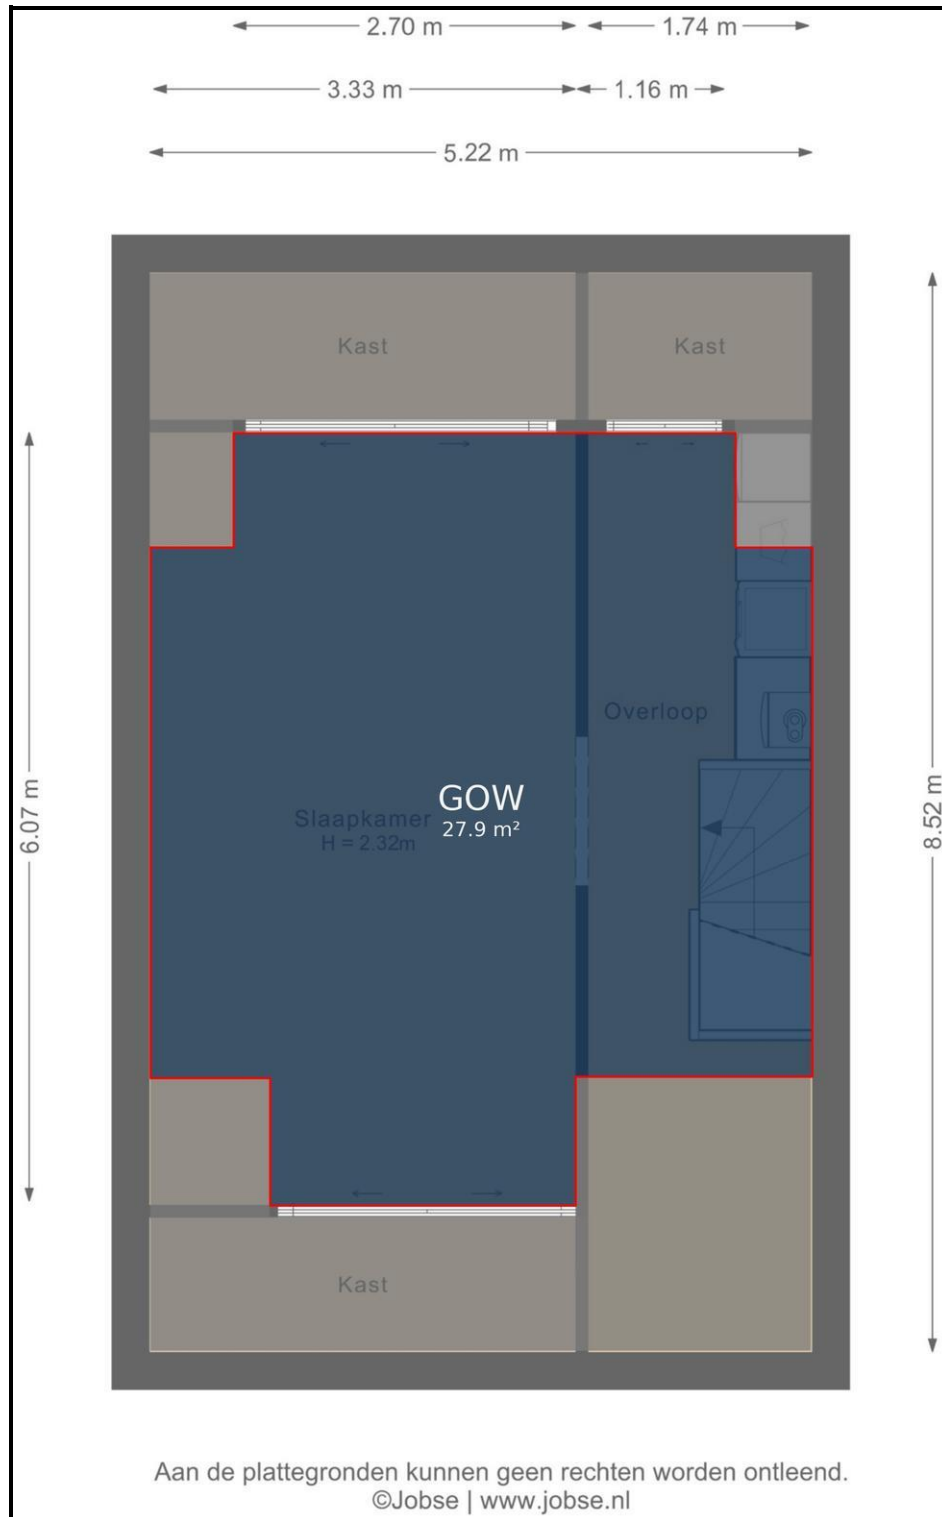 2.70 m
1.74 m
3.33 m
1.16 m
5.22 m
Kast
Kast
Overloop
GOW
27.9 m²
Slaapkamer
H = 2.32m
6.07 m
8.52 m
Kast
Aan de plattegronden kunnen geen rechten worden ontleend.
©Jobse | www.jobse.nl